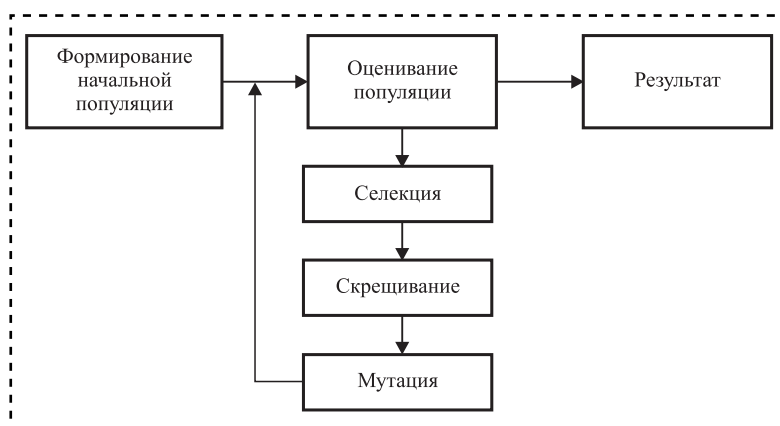 Формирование
начальной
популяции
Оценивание
популяции
Результат
Селекция
Скрещивание
Мутация